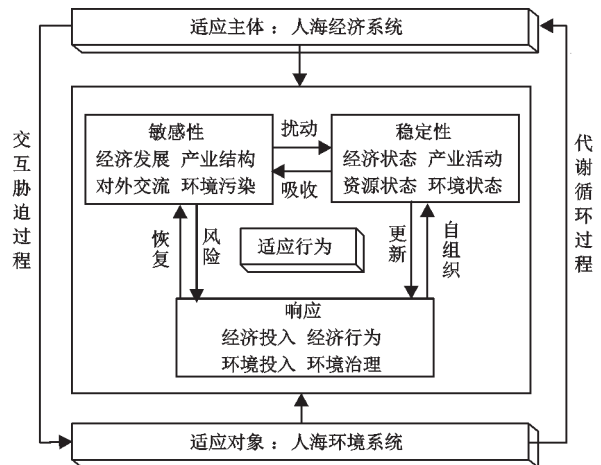 适应主体：人海经济系统
交互胁迫过程
代谢循环过程
敏感性
经济发展 产业结构
对外交流 环境污染
扰动
吸收
稳定性
经济状态 产业活动
资源状态 环境状态
恢复
风险
适应行为
更新
自组织
响应
经济投入 经济行为
环境投入 环境治理
适应对象：人海环境系统